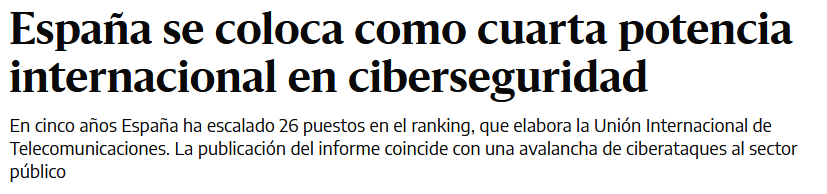 España se coloca como cuarta potencia
internacional en ciberseguridad
En cinco años España ha escalado 26 puestos en el ranking, que elabora la Unión Internacional de
Telecomunicaciones. La publicación del informe coincide con una avalancha de ciberataques al sector
público